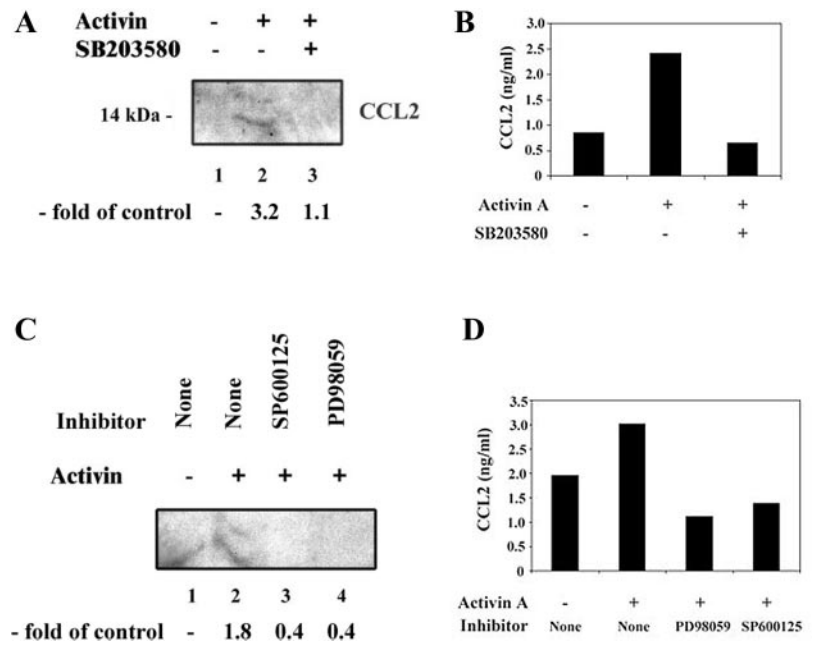 A
Activin - + +
SB203580 - - +
14 kDa -
CCL2
1 2 3
- fold of control - 3.2 1.1
B
CCL2 (ng/ml)
3.0
2.5
2.0
1.5
1.0
0.5
0
Activin A - + +
SB203580 - - +
C
Inhibitor None None SP600125 PD98059
Activin - + + +
1 2 3 4
- fold of control - 1.8 0.4 0.4
D
CCL2 (ng/ml)
3.5
3.0
2.5
2.0
1.5
1.0
0.5
0
Activin A - + + +
Inhibitor None None PD98059 SP600125